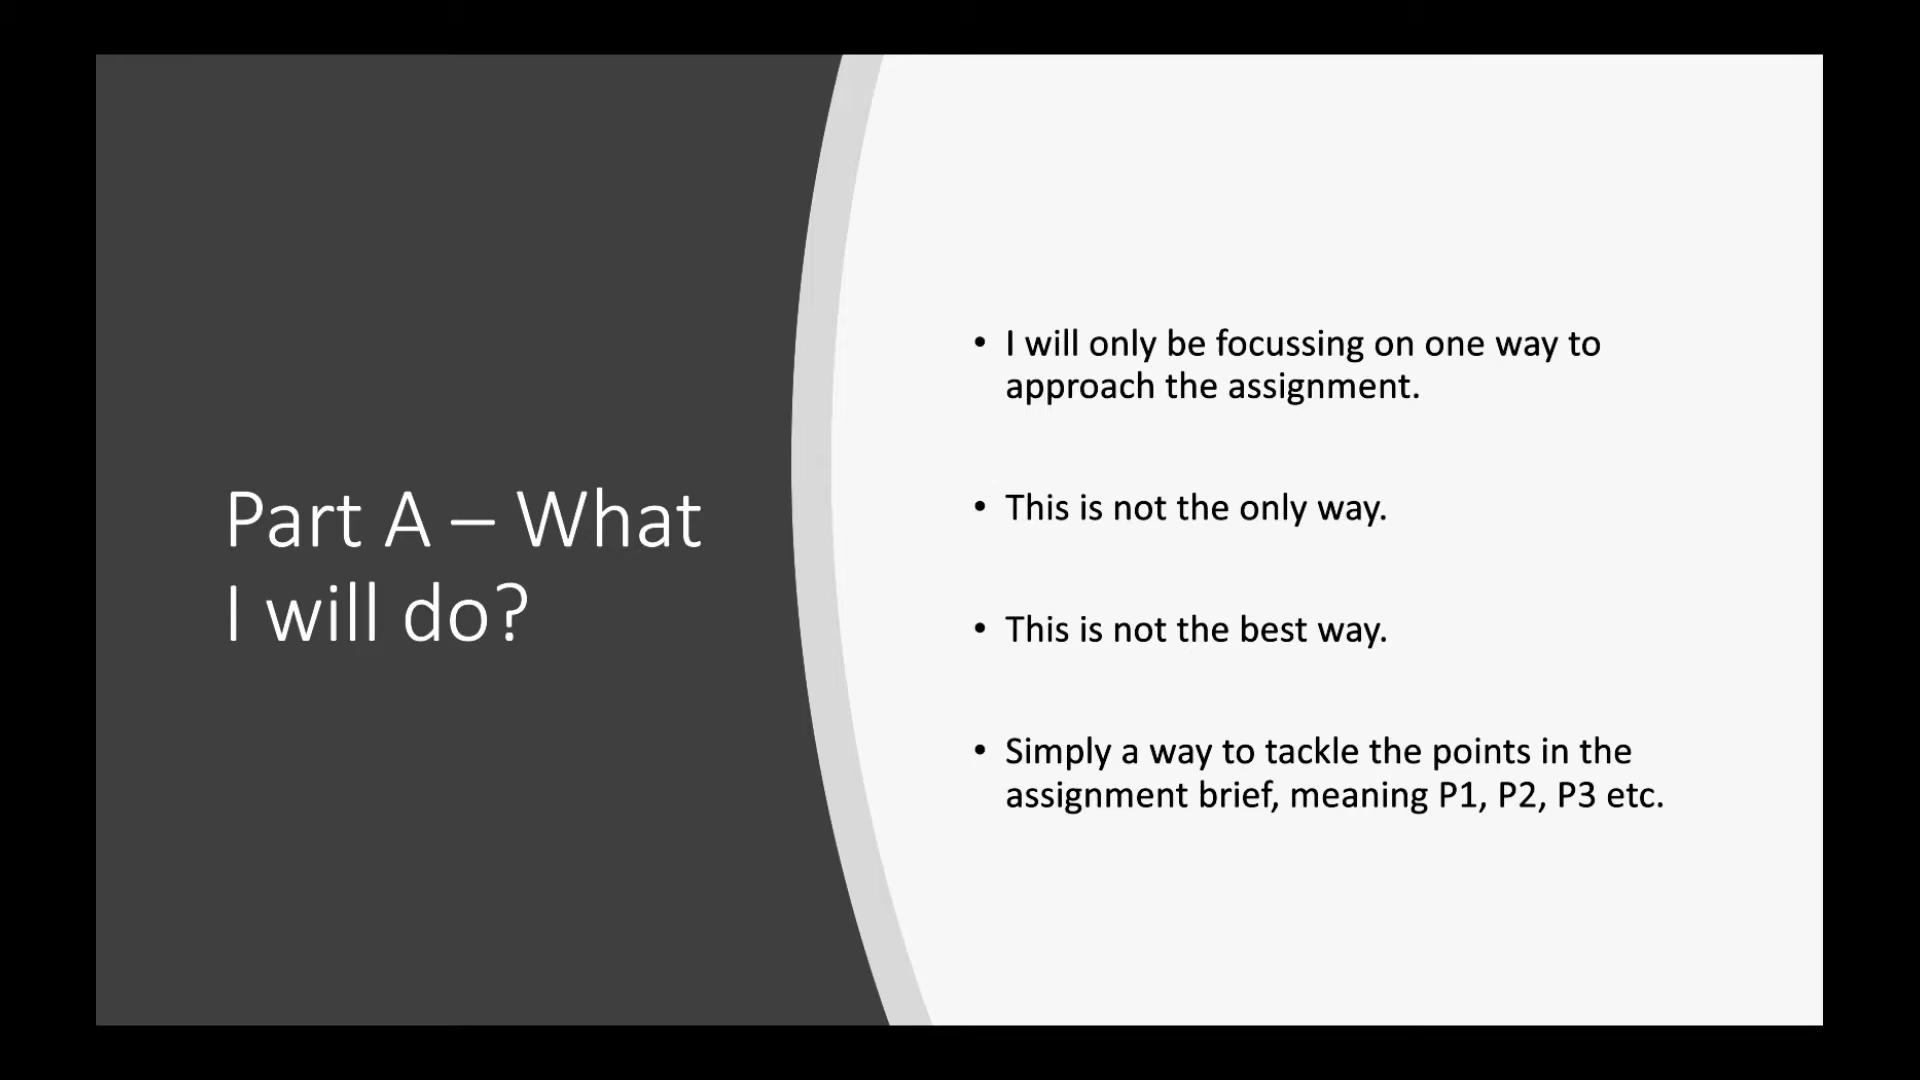 Part A – What
I will do?
• I will only be focussing on one way to
approach the assignment.
• This is not the only way.
• This is not the best way.
• Simply a way to tackle the points in the
assignment brief, meaning P1, P2, P3 etc.